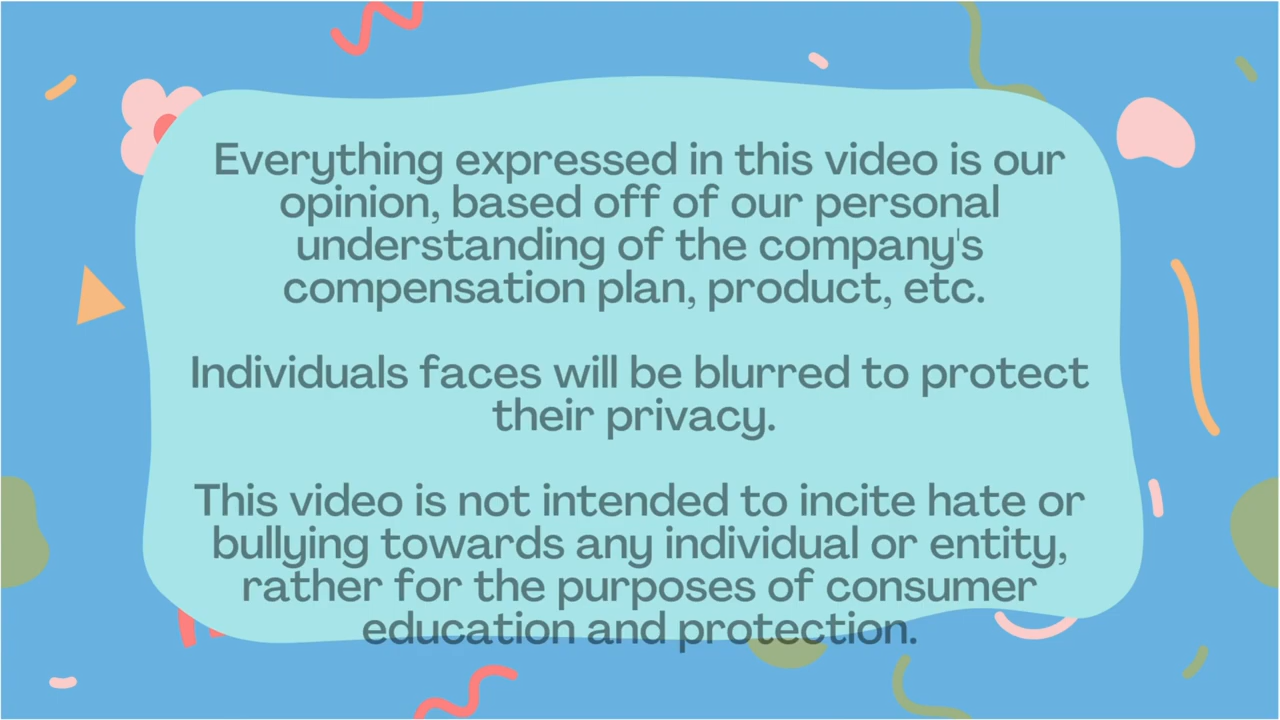 Everything expressed in this video is our
opinion, based off of our personal
understanding of the company's
compensation plan, product, etc.
Individuals faces will be blurred to protect
their privacy.
This video is not intended to incite hate or
bullying towards any individual or entity,
rather for the purposes of consumer
education and protection.